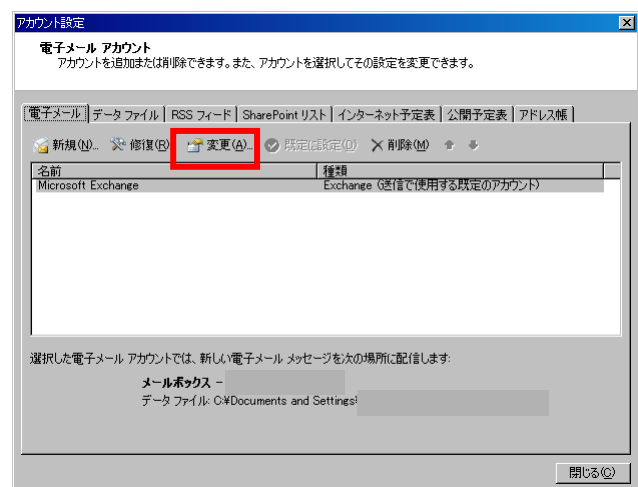 アカウント設定
電子メール アカウント
アカウントを追加または削除できます。また、アカウントを選択してその設定を変更できます。
電子メール データ ファイル RSS フィード SharePoint リスト インターネット予定表 公開予定表 アドレス帳
新規(N)... 修復(R) 変更(A)... 既定に設定(D) 削除(M)
名前 種類
Microsoft Exchange Exchange (送信で使用する既定のアカウント)
選択した電子メール アカウントでは、新しい電子メール メッセージを次の場所に配信します:
メールボックス -
データ ファイル: C:¥Documents and Settings¥
閉じる(C)